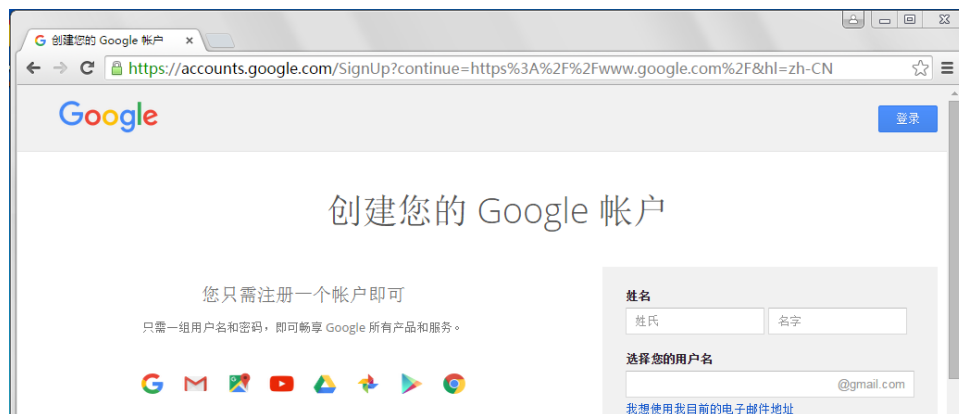 创建您的 Google 帐户
https://accounts.google.com/SignUp?continue=https%3A%2F%2Fwww.google.com%2F&hl=zh-CN
Google
登录
创建您的 Google 帐户
您只需注册一个帐户即可
只需一组用户名和密码，即可畅享 Google 所有产品和服务。
姓名
姓氏 名字
选择您的用户名
@gmail.com
我想使用我目前的电子邮件地址